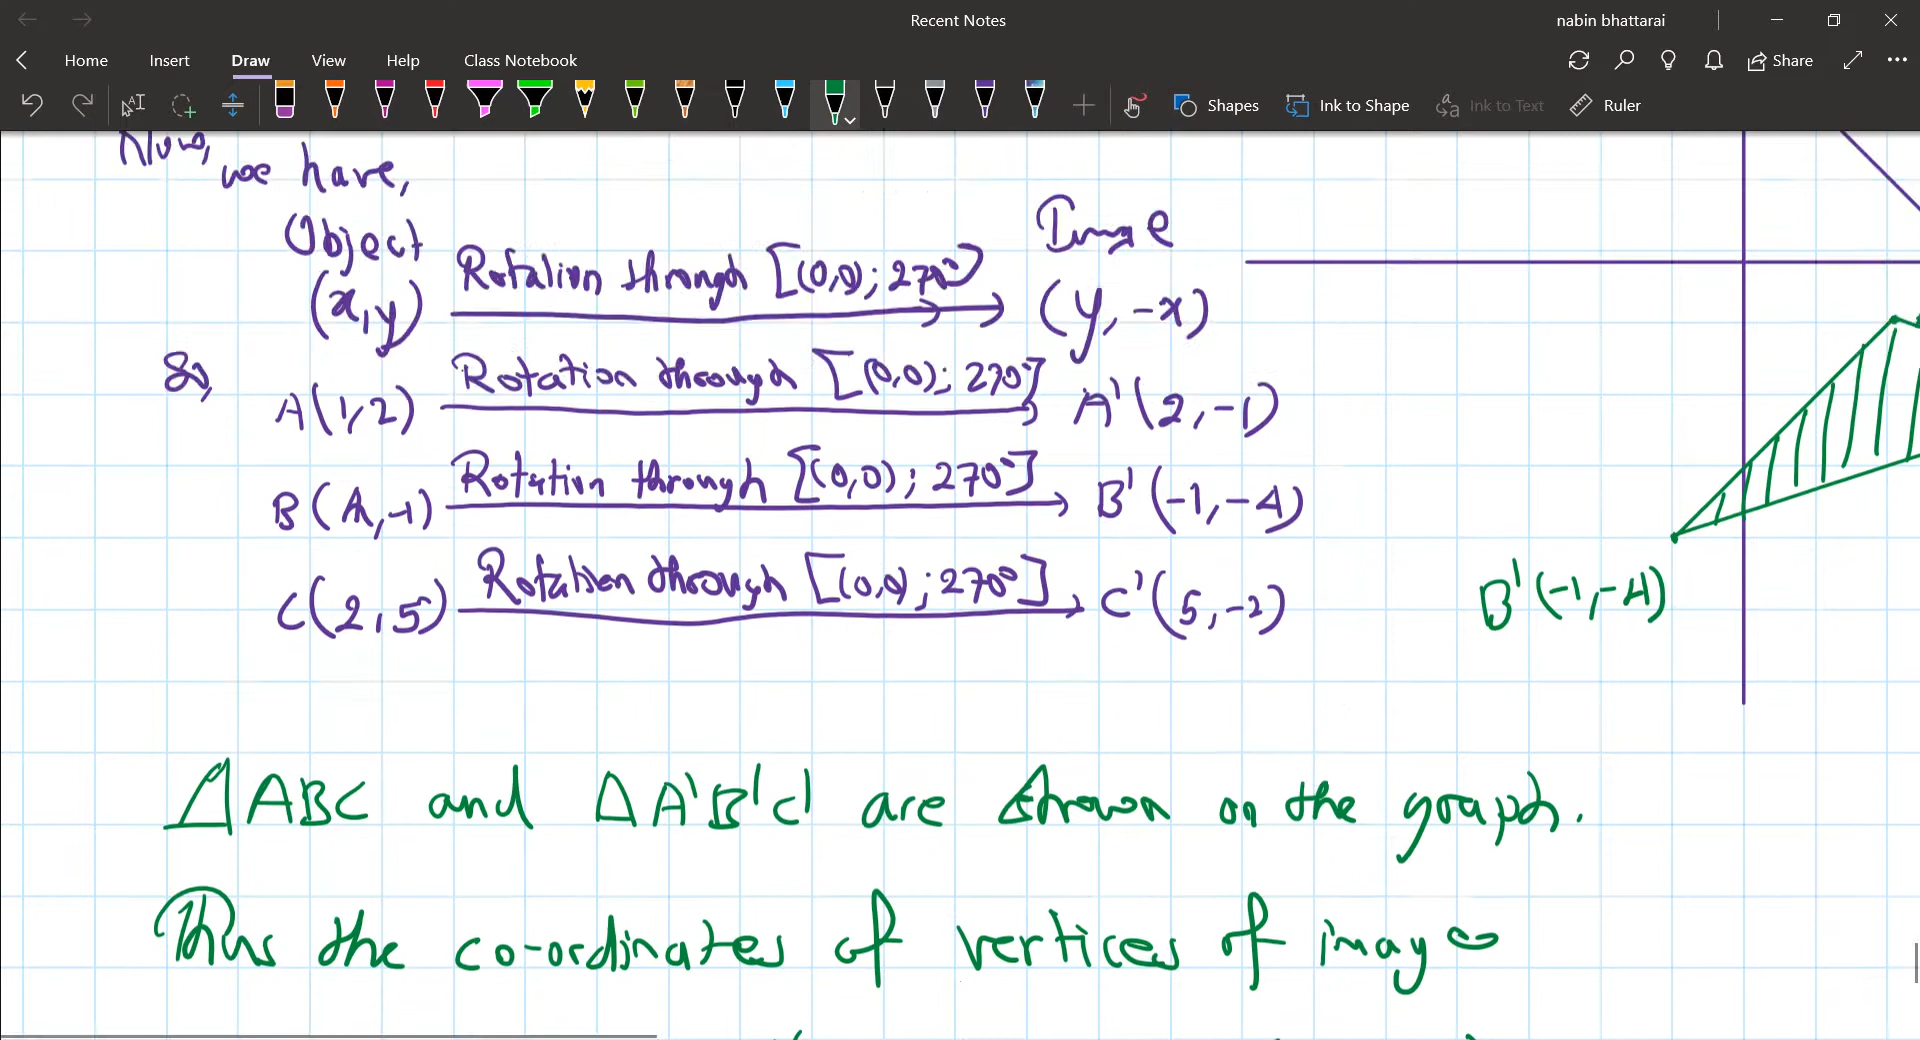 Recent Notes
nabin bhattarai
Home Insert Draw View Help Class Notebook
Share
Shapes Ink to Shape Ink to Text Ruler
Now,
we have,
Object Image
(x,y) Rotation through [(0,0); 270°] (y, -x)
So,
A(1,2) Rotation through [(0,0); 270°] A'(2,-1)
B(4,-1) Rotation through [(0,0); 270°] B'(-1,-4)
C(2,5) Rotation through [(0,0); 270°] C'(5,-2)
B'(-1,-4)
△ABC and △A'B'C' are shown on the graph.
Thus the co-ordinates of vertices of image